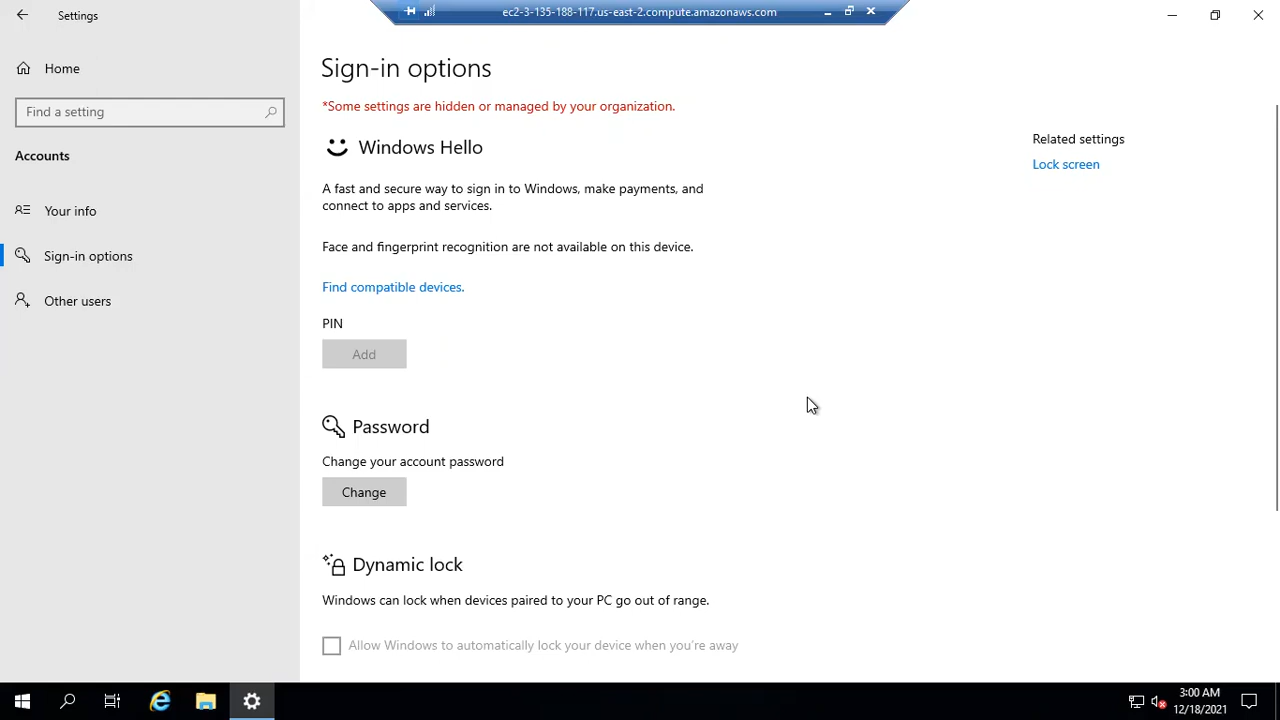 Settings
ec2-3-135-188-117.us-east-2.compute.amazonaws.com
Home
Find a setting
Accounts
Your info
Sign-in options
Other users
Sign-in options
*Some settings are hidden or managed by your organization.
Windows Hello
A fast and secure way to sign in to Windows, make payments, and
connect to apps and services.
Face and fingerprint recognition are not available on this device.
Find compatible devices.
PIN
Add
Password
Change your account password
Change
Dynamic lock
Windows can lock when devices paired to your PC go out of range.
Allow Windows to automatically lock your device when you're away
Related settings
Lock screen
3:00 AM
12/18/2021